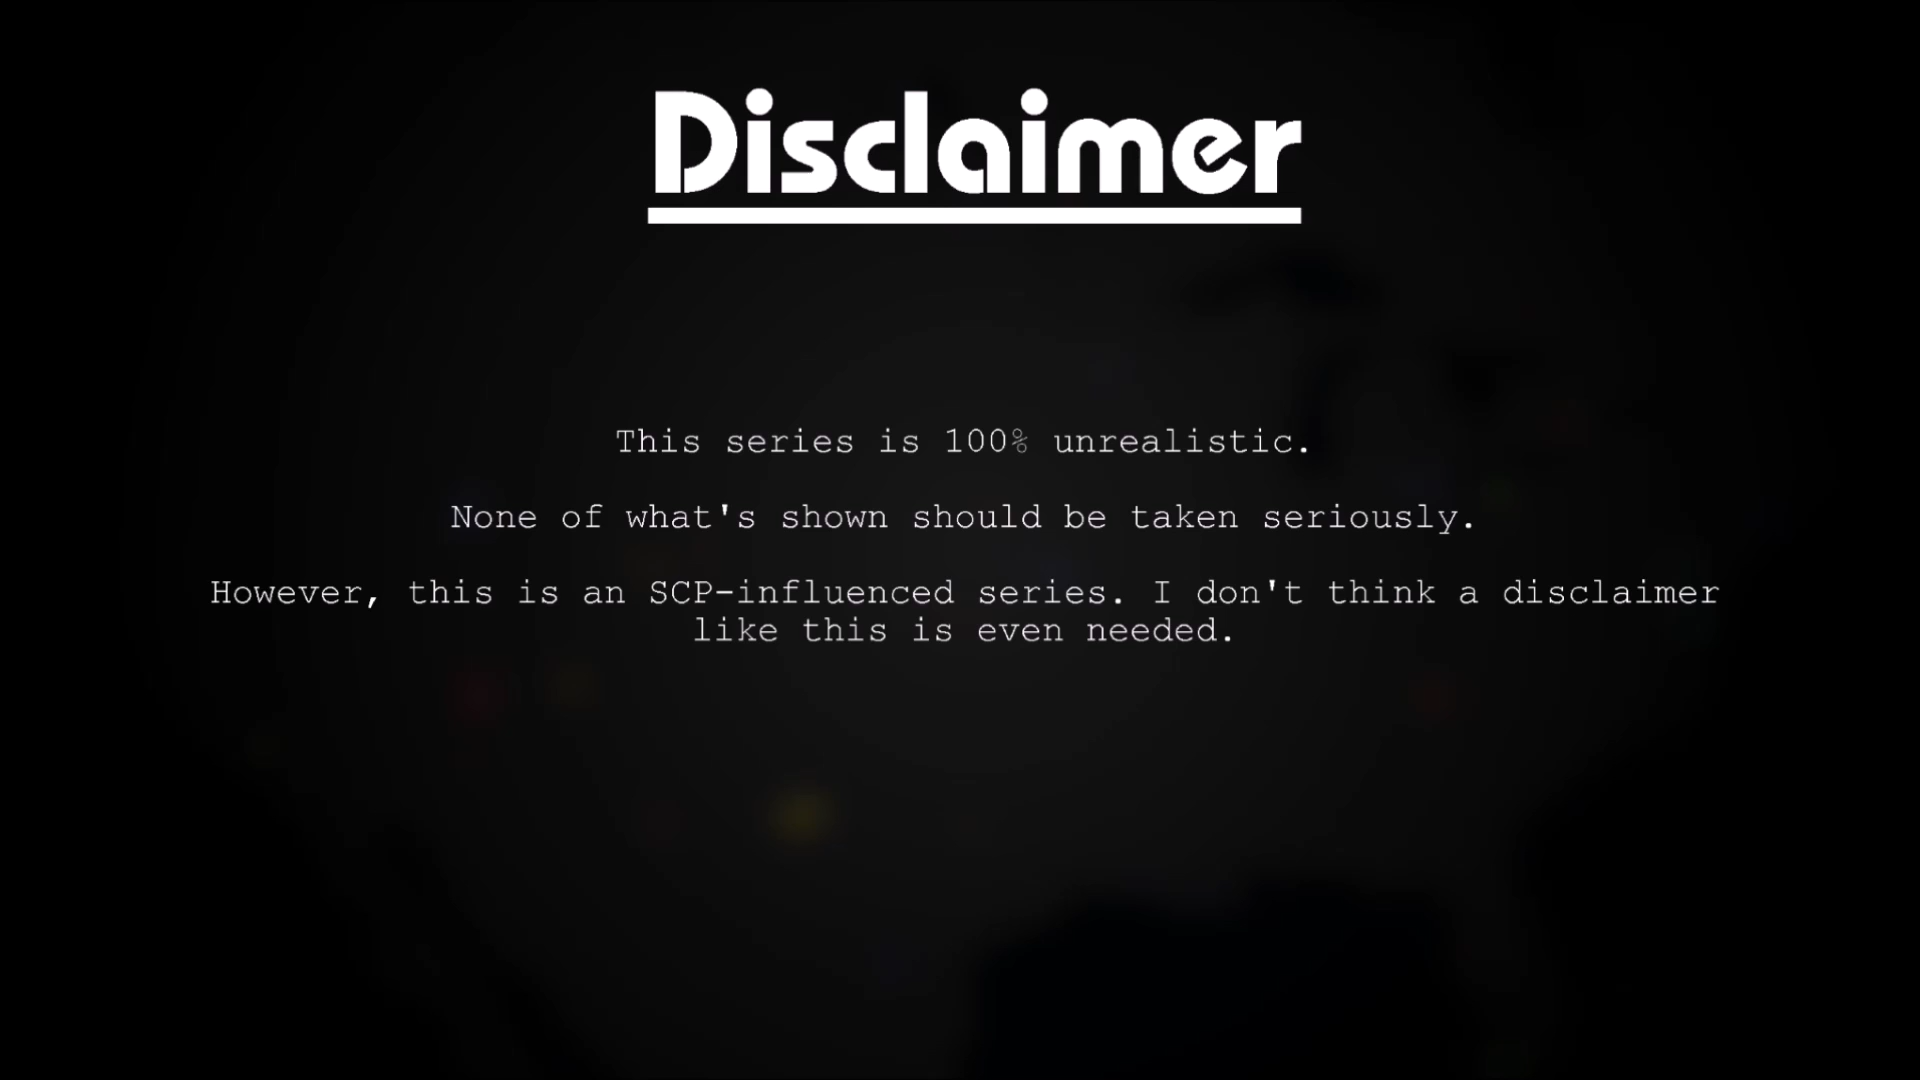 Disclaimer
This series is 100% unrealistic.
None of what's shown should be taken seriously.
However, this is an SCP-influenced series. I don't think a disclaimer
like this is even needed.